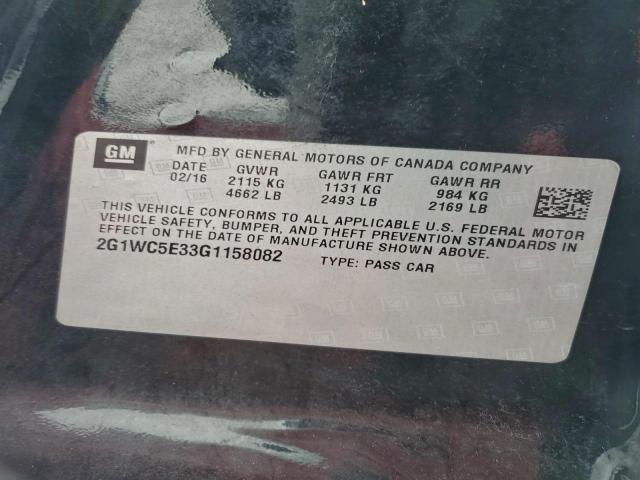 GM
MFD BY GENERAL MOTORS OF CANADA COMPANY
DATE GVWR GAWR FRT GAWR RR
02/16 2115 KG 1131 KG 984 KG
4662 LB 2493 LB 2169 LB
THIS VEHICLE CONFORMS TO ALL APPLICABLE U.S. FEDERAL MOTOR
VEHICLE SAFETY, BUMPER, AND THEFT PREVENTION STANDARDS IN
EFFECT ON THE DATE OF MANUFACTURE SHOWN ABOVE.
2G1WC5E33G1158082 TYPE: PASS CAR